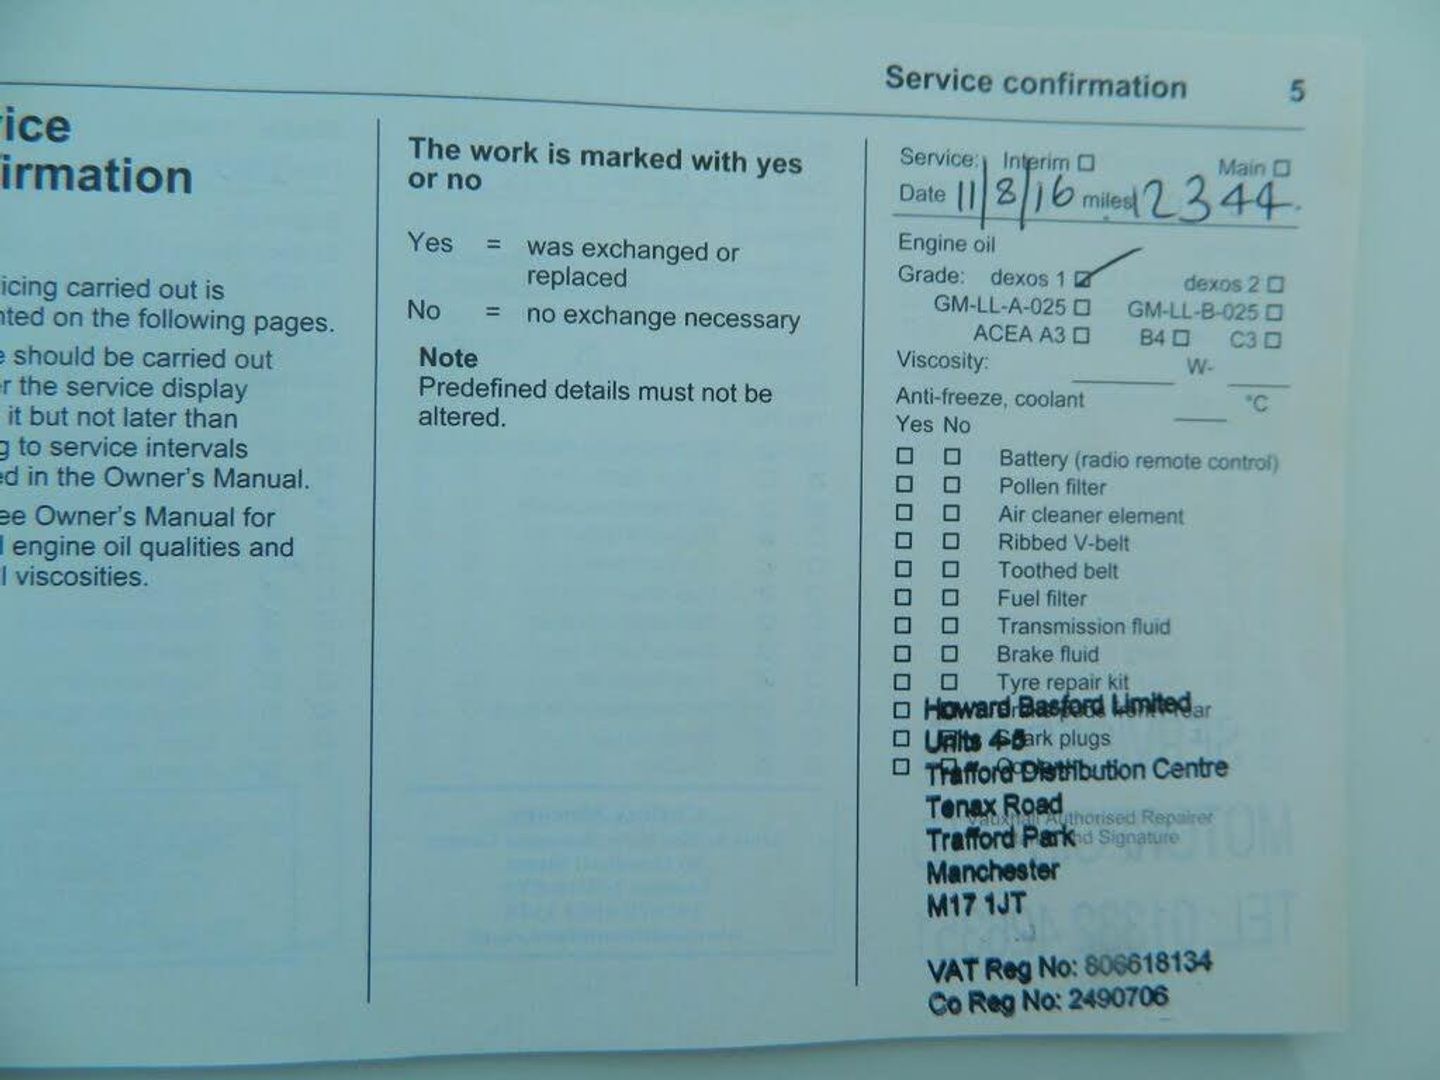 Service confirmation 5
ice
irmation
icing carried out is
nted on the following pages.
e should be carried out
r the service display
it but not later than
g to service intervals
ed in the Owner's Manual.
ee Owner's Manual for
l engine oil qualities and
l viscosities.
The work is marked with yes
or no
Yes = was exchanged or
replaced
No = no exchange necessary
Note
Predefined details must not be
altered.
Service: Interim Main
Date 11/8/16 miles 12344.
Engine oil
Grade: dexos 1 dexos 2
GM-LL-A-025 GM-LL-B-025
ACEA A3 B4 C3
Viscosity: W-
Anti-freeze, coolant °C
Yes No
Battery (radio remote control)
Pollen filter
Air cleaner element
Ribbed V-belt
Toothed belt
Fuel filter
Transmission fluid
Brake fluid
Tyre repair kit
Howard Basford Limited
Units 4-5
plugs
Trafford Distribution Centre
Tenax Road
Vauxhall Authorised Repairer
Trafford Park
Signature
Manchester
M17 1JT
VAT Reg No: 806618134
Co Reg No: 2490706